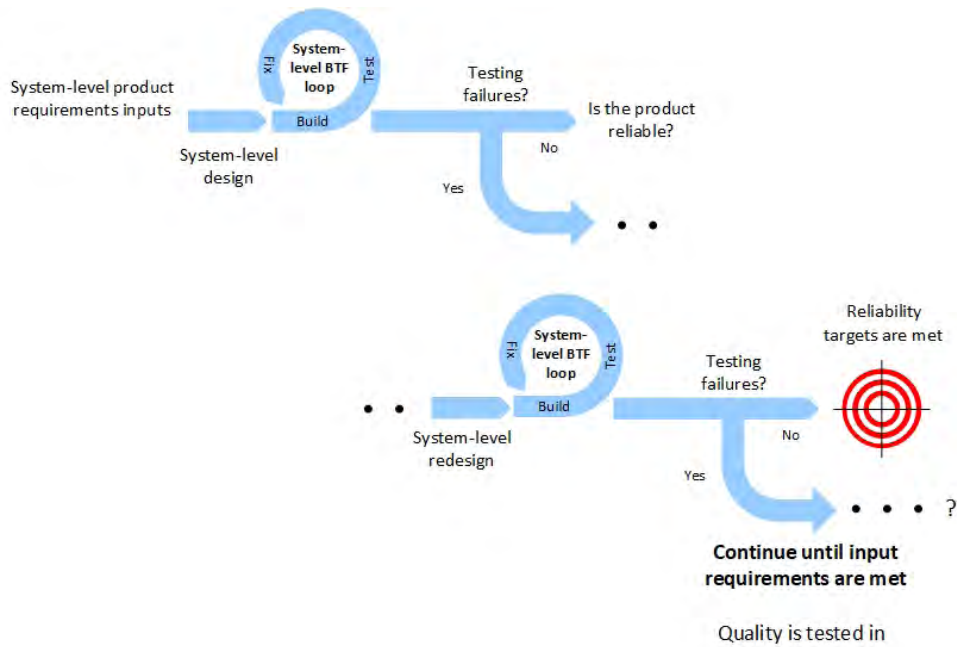 System-level product
requirements inputs
System-level
design
Fix
System-
level BTF
loop
Test
Build
Testing
failures?
Is the product
reliable?
No
Yes
System-level
redesign
Fix
System-
level BTF
loop
Test
Build
Testing
failures?
Reliability
targets are met
No
Yes
?
Continue until input
requirements are met
Quality is tested in